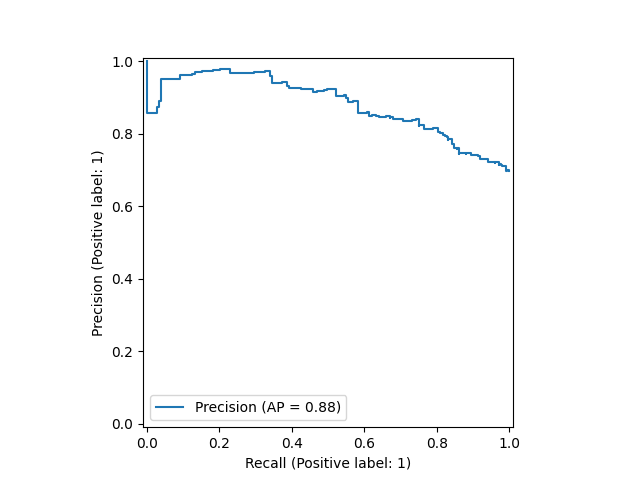 1.0
0.8
0.6
0.4
0.2
0.0
Precision (Positive label: 1)
Precision (AP = 0.88)
0.0 0.2 0.4 0.6 0.8 1.0
Recall (Positive label: 1)